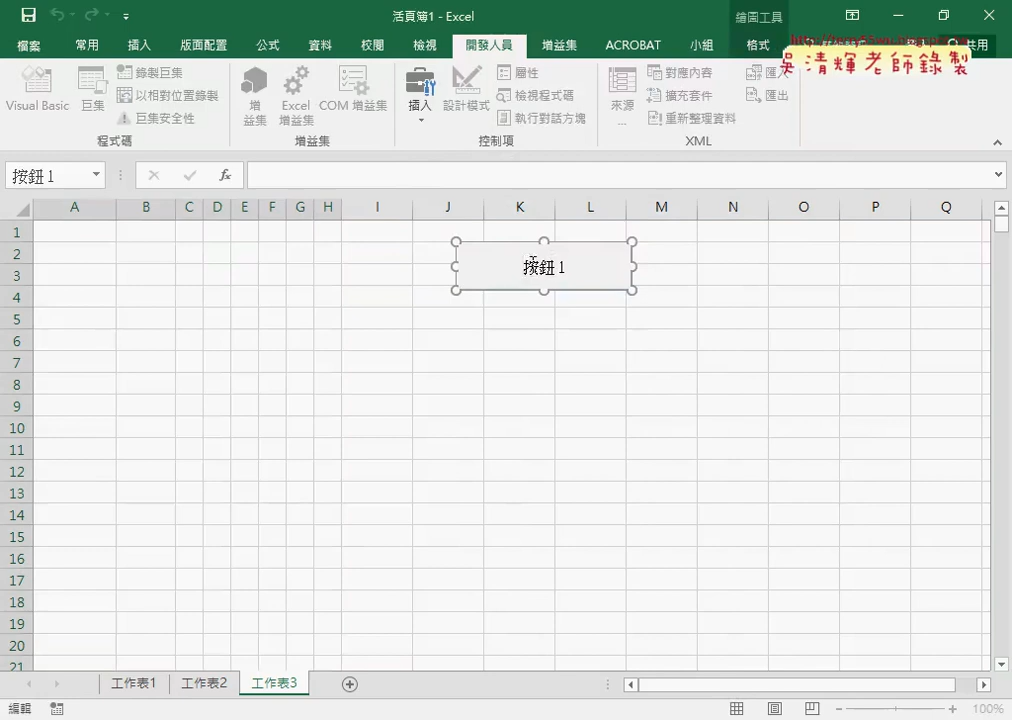 活頁簿1 - Excel
繪圖工具
檔案 常用 插入 版面配置 公式 資料 校閱 檢視 開發人員 增益集 ACROBAT 小組 格式 共用
吳清輝老師錄製
Visual Basic
巨集
錄製巨集
以相對位置錄製
巨集安全性
程式碼
增益集
Excel 增益集
COM 增益集
增益集
插入
設計模式
屬性
檢視程式碼
執行對話方塊
控制項
來源
...
對應內容
擴充套件
重新整理資料
匯入
匯出
XML
按鈕 1
fx
A B C D E F G H I J K L M N O P Q
1
2
按鈕 1
3
4
5
6
7
8
9
10
11
12
13
14
15
16
17
18
19
20
21
工作表1 工作表2 工作表3
編輯
100%